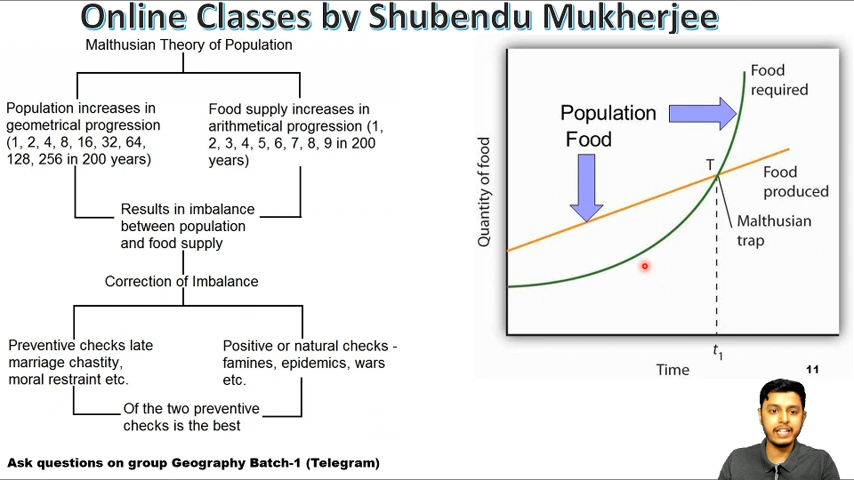 Online Classes by Shubendu Mukherjee
Malthusian Theory of Population
Population increases in
geometrical progression
(1, 2, 4, 8, 16, 32, 64,
128, 256 in 200 years)
Food supply increases in
arithmetical progression (1,
2, 3, 4, 5, 6, 7, 8, 9 in 200
years)
Results in imbalance
between population
and food supply
Correction of Imbalance
Preventive checks late
marriage chastity,
moral restraint etc.
Positive or natural checks -
famines, epidemics, wars
etc.
Of the two preventive
checks is the best
Ask questions on group Geography Batch-1 (Telegram)
Quantity of food
Population
Food
Food
required
T
Food
produced
Malthusian
trap
t1
Time
11